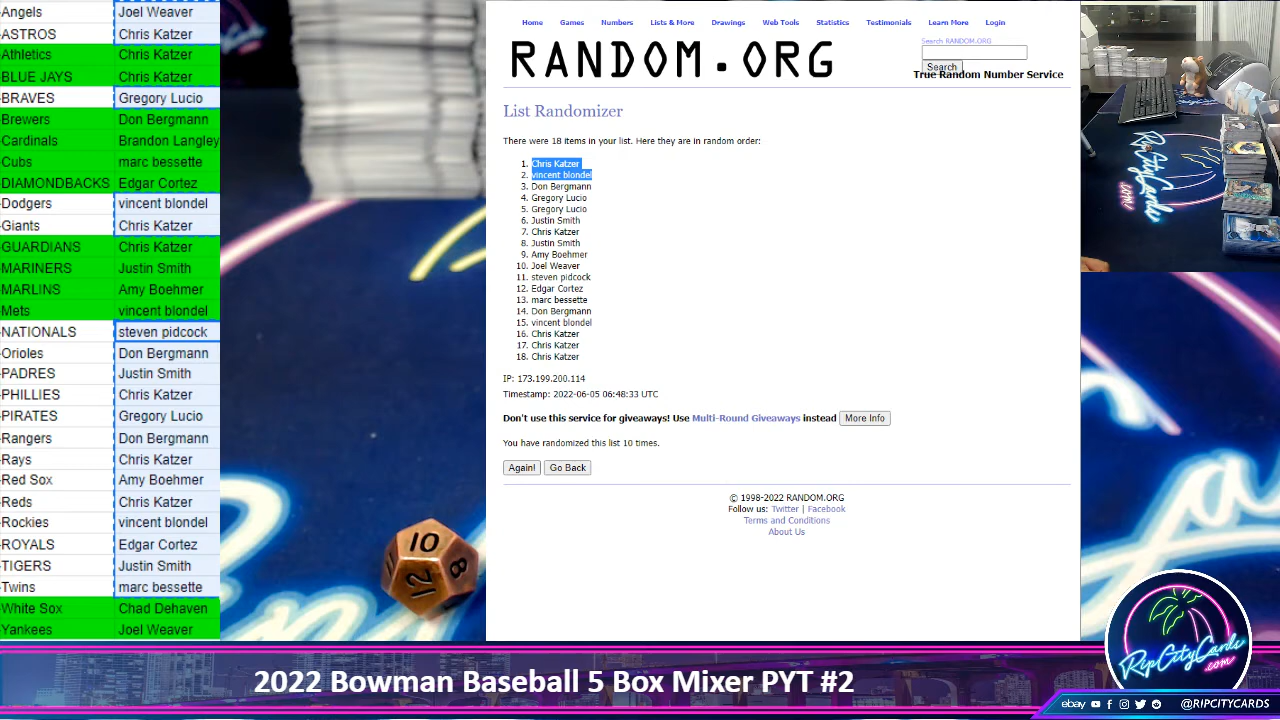 -Angels Joel Weaver
-ASTROS Chris Katzer
-Athletics Chris Katzer
-BLUE JAYS Chris Katzer
-BRAVES Gregory Lucio
-Brewers Don Bergmann
-Cardinals Brandon Langley
-Cubs marc bessette
-DIAMONDBACKS Edgar Cortez
-Dodgers vincent blondel
-Giants Chris Katzer
-GUARDIANS Chris Katzer
-MARINERS Justin Smith
-MARLINS Amy Boehmer
-Mets vincent blondel
-NATIONALS steven pidcock
-Orioles Don Bergmann
-PADRES Justin Smith
-PHILLIES Chris Katzer
-PIRATES Gregory Lucio
-Rangers Don Bergmann
-Rays Chris Katzer
-Red Sox Amy Boehmer
-Reds Chris Katzer
-Rockies vincent blondel
-ROYALS Edgar Cortez
-TIGERS Justin Smith
-Twins marc bessette
-White Sox Chad Dehaven
-Yankees Joel Weaver
10
12
8
Home Games Numbers Lists & More Drawings Web Tools Statistics Testimonials Learn More Login
RANDOM.ORG
Search RANDOM.ORG
Search
True Random Number Service
List Randomizer
There were 18 items in your list. Here they are in random order:
1. Chris Katzer
2. vincent blondel
3. Don Bergmann
4. Gregory Lucio
5. Gregory Lucio
6. Justin Smith
7. Chris Katzer
8. Justin Smith
9. Amy Boehmer
10. Joel Weaver
11. steven pidcock
12. Edgar Cortez
13. marc bessette
14. Don Bergmann
15. vincent blondel
16. Chris Katzer
17. Chris Katzer
18. Chris Katzer
IP: 173.199.200.114
Timestamp: 2022-06-05 06:48:33 UTC
Don't use this service for giveaways! Use Multi-Round Giveaways instead More Info
You have randomized this list 10 times.
Again! Go Back
© 1998-2022 RANDOM.ORG
Follow us: Twitter | Facebook
Terms and Conditions
About Us
RipCityCards
.com
RipCityCards
.com
2022 Bowman Baseball 5 Box Mixer PYT #2
ebay @RIPCITYCARDS